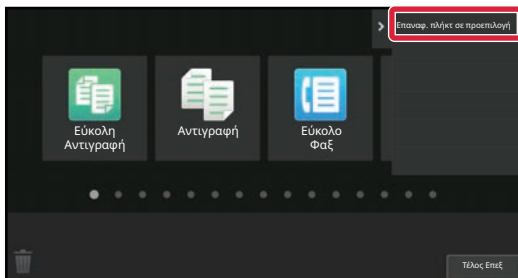 Επαναφ. πλήκτ σε προεπιλογή
Εύκολη
Αντιγραφή
Αντιγραφή
Εύκολο
Φαξ
Τέλος Επεξ